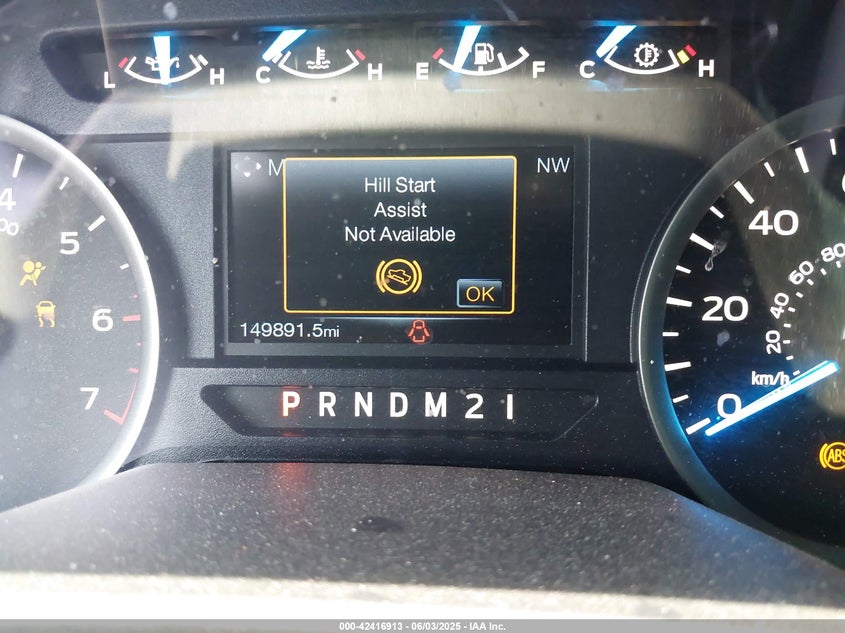 L H C H E F C H
M NW
Hill Start
Assist
Not Available
OK
149891.5mi
4
5
6
7
40
20
0
80
60
40
20
km/h
P R N D M 2 1
ABS
000-42416913 - 06/03/2025 - IAA Inc.